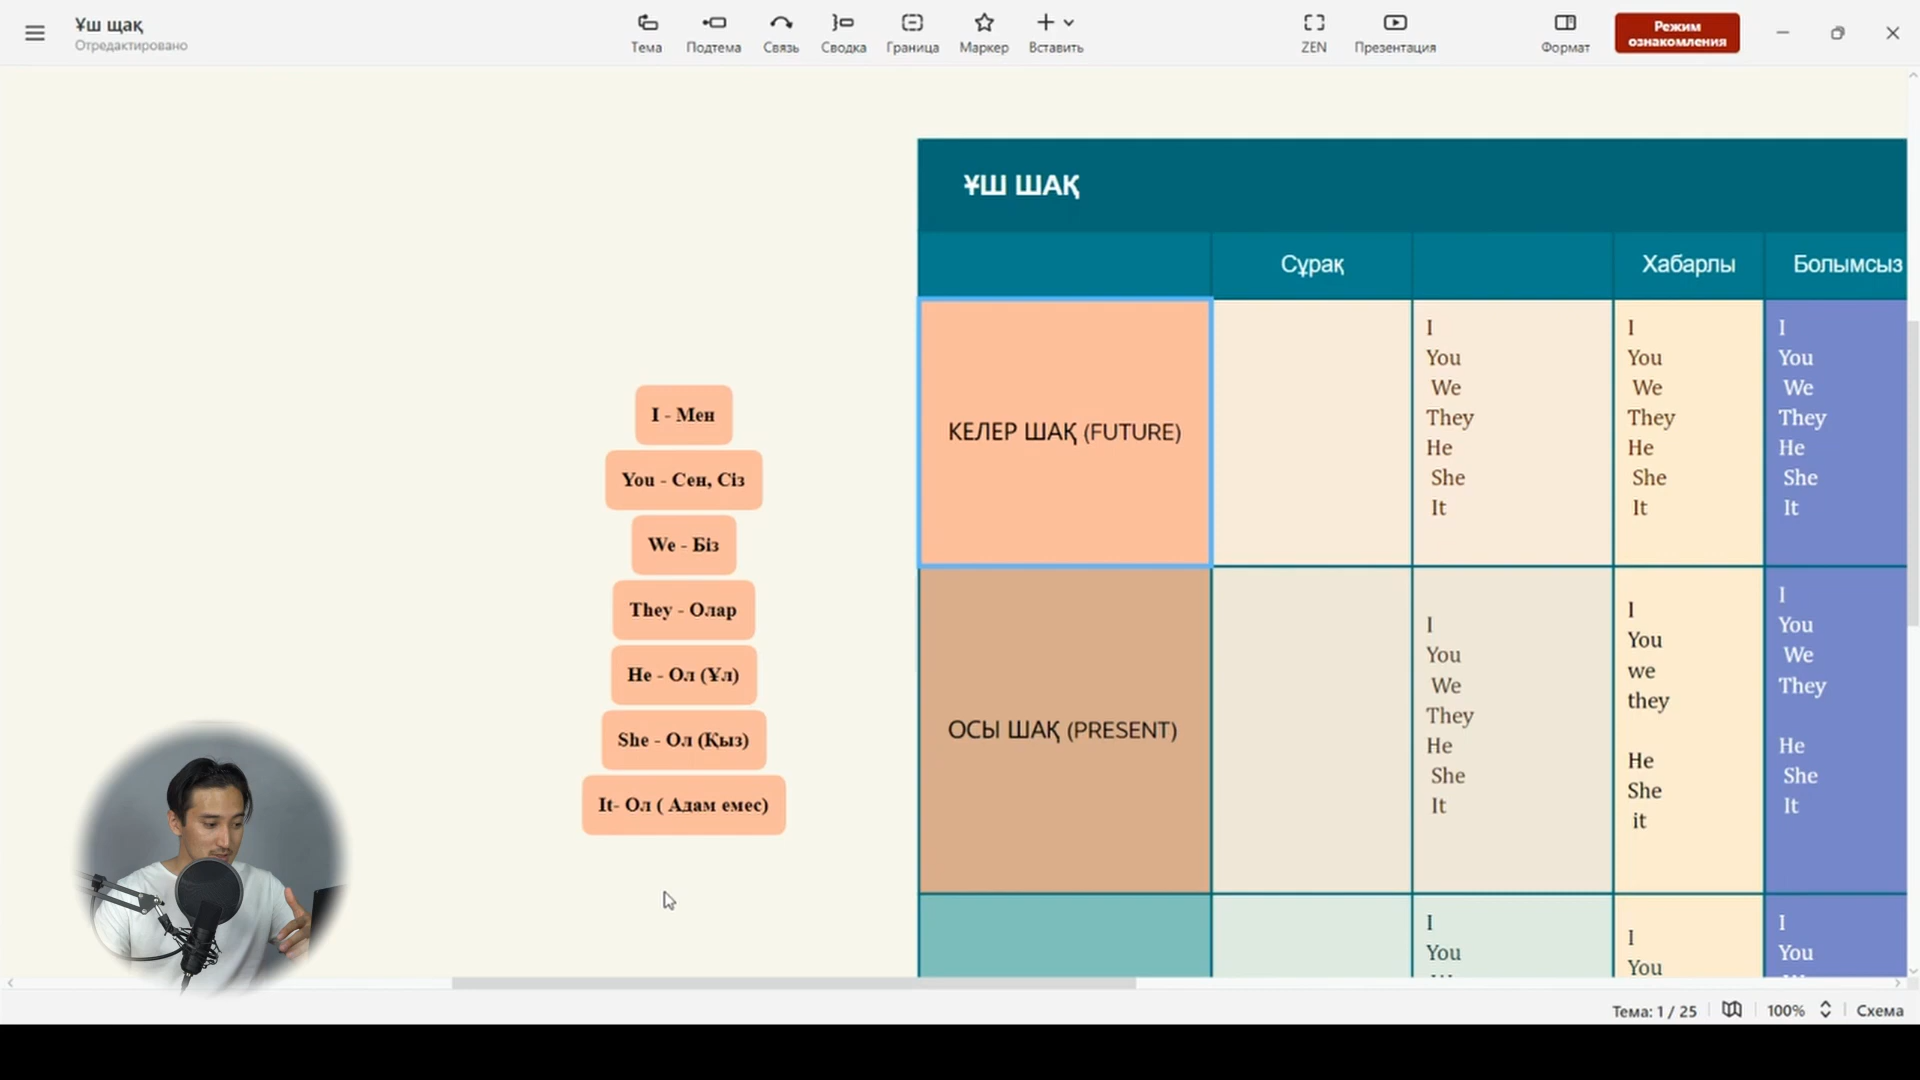 Ұш щақ
Отредактировано
Тема
Подтема
Связь
Сводка
Граница
Маркер
Вставить
ZEN
Презентация
Формат
Режим
ознакомления
I - Мен
You - Сен, Сіз
We - Біз
They - Олар
He - Ол (Ұл)
She - Ол (Қыз)
It- Ол ( Адам емес)
ҰШ ШАҚ
Сұрақ
Хабарлы
Болымсыз
КЕЛЕР ШАҚ (FUTURE)
I
You
We
They
He
She
It
I
You
We
They
He
She
It
I
You
We
They
He
She
It
ОСЫ ШАҚ (PRESENT)
I
You
We
They
He
She
It
I
You
we
they
He
She
it
I
You
We
They
He
She
It
I
You
I
You
I
You
Тема: 1 / 25
100%
Схема